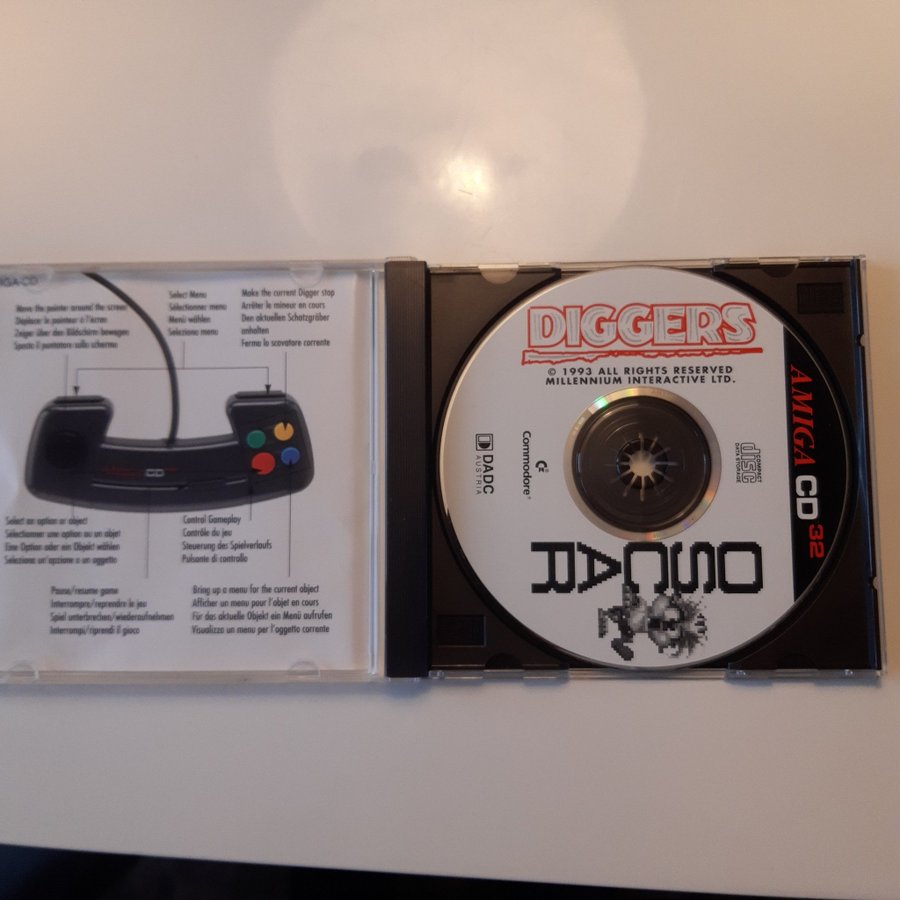 IGA-CD
Move the pointer around the screen
Déplacer le pointeur à l'écran
Zeiger über den Bildschirm bewegen
Sposta il puntatore sullo schermo
Select Menu
Sélectionner menu
Menü wählen
Seleziona menu
Make the current Digger stop
Arrêter le mineur en cours
Den aktuellen Schatzgräber
anhalten
Ferma lo scavatore corrente
CD
Select an option or object
Sélectionner une option ou un objet
Eine Option oder ein Objekt wählen
Seleziona un'opzione o un oggetto
Control Gameplay
Contrôle du jeu
Steuerung des Spielverlaufs
Pulsante di controllo
Pause/resume game
Interrompre/reprendre le jeu
Spiel unterbrechen/wiederaufnehmen
Interrompi/riprendi il gioco
Bring up a menu for the current object
Afficher un menu pour l'objet en cours
Für das aktuelle Objekt ein Menü aufrufen
Visualizza un menu per l'oggetto corrente
DIGGERS
© 1993 ALL RIGHTS RESERVED
MILLENNIUM INTERACTIVE LTD.
AMIGA CD 32
COMPACT
disc
DATA STORAGE
Commodore®
DADC
AUSTRIA
OSCAR